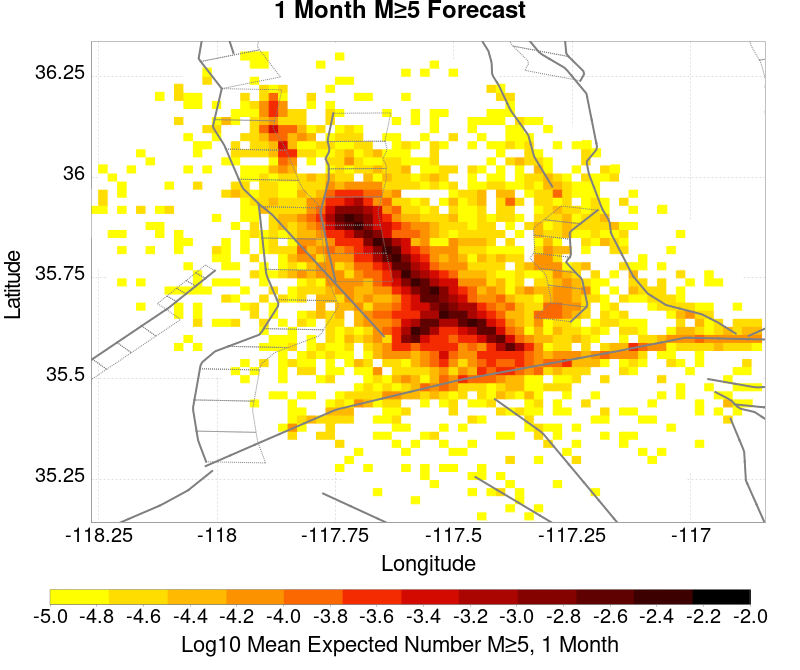 1 Month M≥5 Forecast
36.25
36
35.75
35.5
35.25
Latitude
-118.25 -118 -117.75 -117.5 -117.25 -117
Longitude
-5.0 -4.8 -4.6 -4.4 -4.2 -4.0 -3.8 -3.6 -3.4 -3.2 -3.0 -2.8 -2.6 -2.4 -2.2 -2.0
Log10 Mean Expected Number M≥5, 1 Month